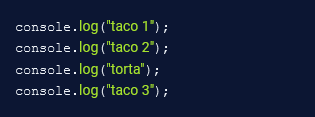 console.log("taco 1");
console.log("taco 2");
console.log("torta");
console.log("taco 3");